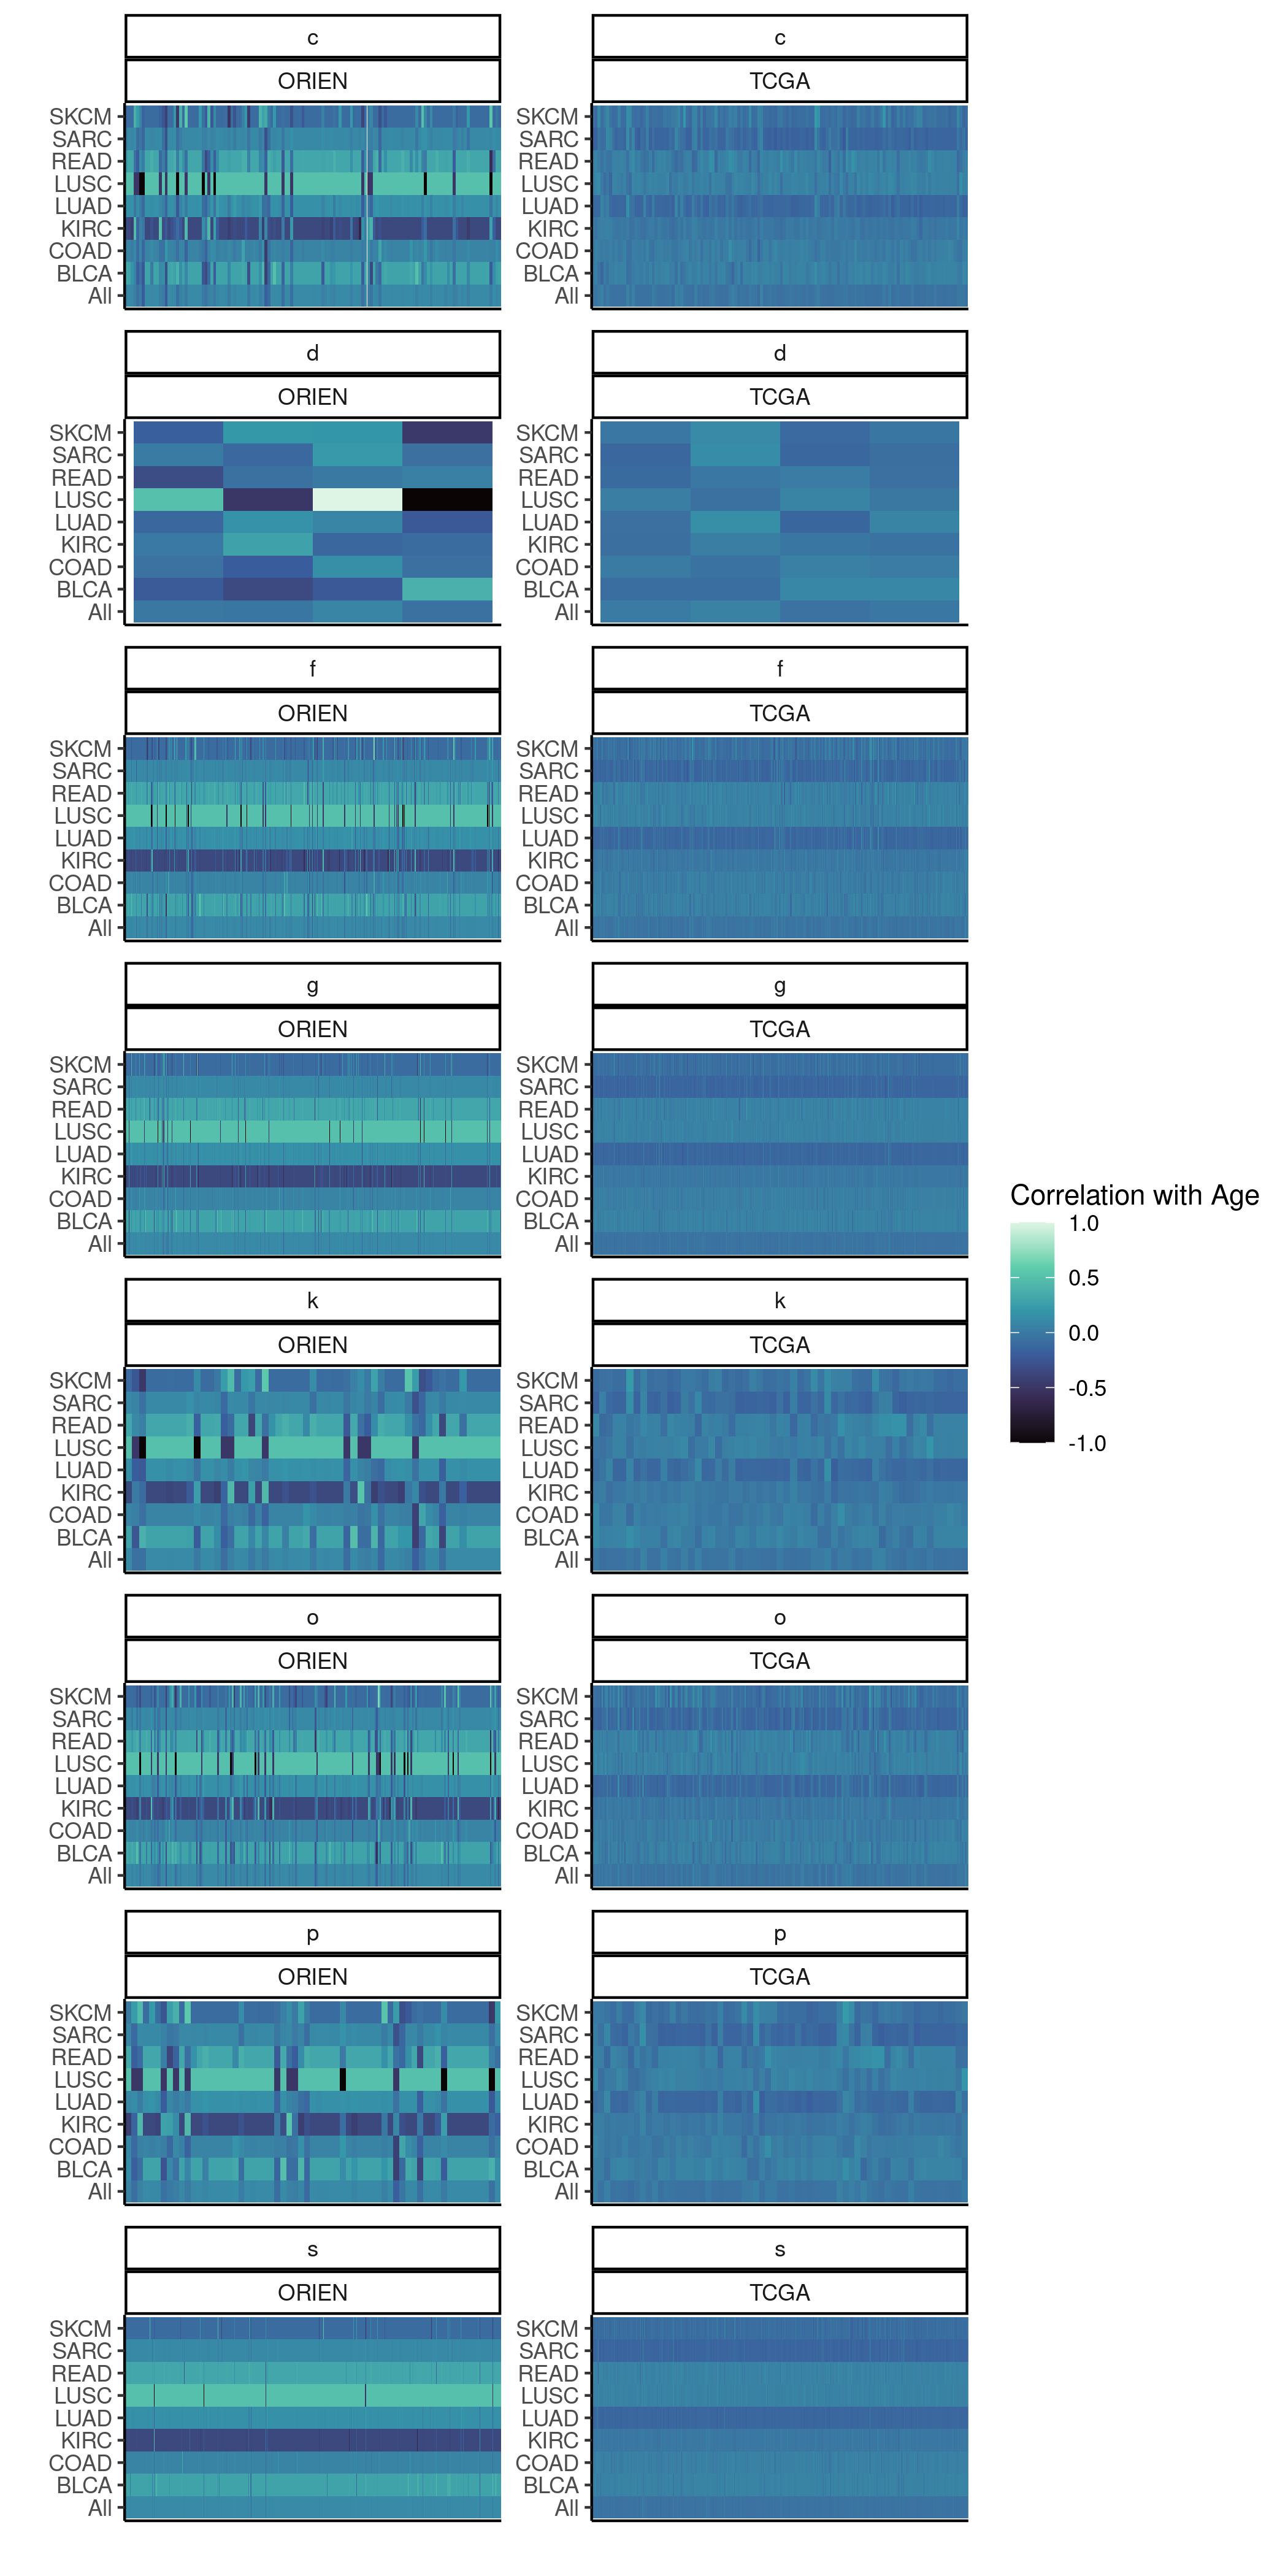 c c
ORIEN TCGA
SKCM SKCM
SARC SARC
READ READ
LUSC LUSC
LUAD LUAD
KIRC KIRC
COAD COAD
BLCA BLCA
All All
d d
ORIEN TCGA
SKCM SKCM
SARC SARC
READ READ
LUSC LUSC
LUAD LUAD
KIRC KIRC
COAD COAD
BLCA BLCA
All All
f f
ORIEN TCGA
SKCM SKCM
SARC SARC
READ READ
LUSC LUSC
LUAD LUAD
KIRC KIRC
COAD COAD
BLCA BLCA
All All
g g
ORIEN TCGA
SKCM SKCM
SARC SARC
READ READ
LUSC LUSC
LUAD LUAD
KIRC KIRC
COAD COAD
BLCA BLCA
All All
k k
ORIEN TCGA
SKCM SKCM
SARC SARC
READ READ
LUSC LUSC
LUAD LUAD
KIRC KIRC
COAD COAD
BLCA BLCA
All All
o o
ORIEN TCGA
SKCM SKCM
SARC SARC
READ READ
LUSC LUSC
LUAD LUAD
KIRC KIRC
COAD COAD
BLCA BLCA
All All
p p
ORIEN TCGA
SKCM SKCM
SARC SARC
READ READ
LUSC LUSC
LUAD LUAD
KIRC KIRC
COAD COAD
BLCA BLCA
All All
s s
ORIEN TCGA
SKCM SKCM
SARC SARC
READ READ
LUSC LUSC
LUAD LUAD
KIRC KIRC
COAD COAD
BLCA BLCA
All All
Correlation with Age
1.0
0.5
0.0
-0.5
-1.0